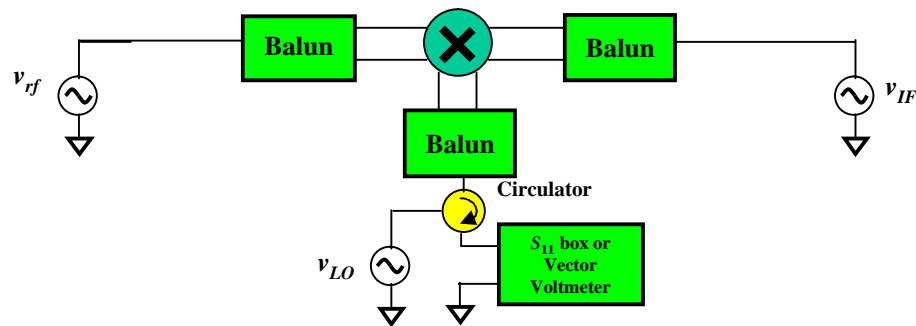 Balun
Balun
v_rf
v_IF
Balun
Circulator
v_LO
S_11 box or
Vector
Voltmeter